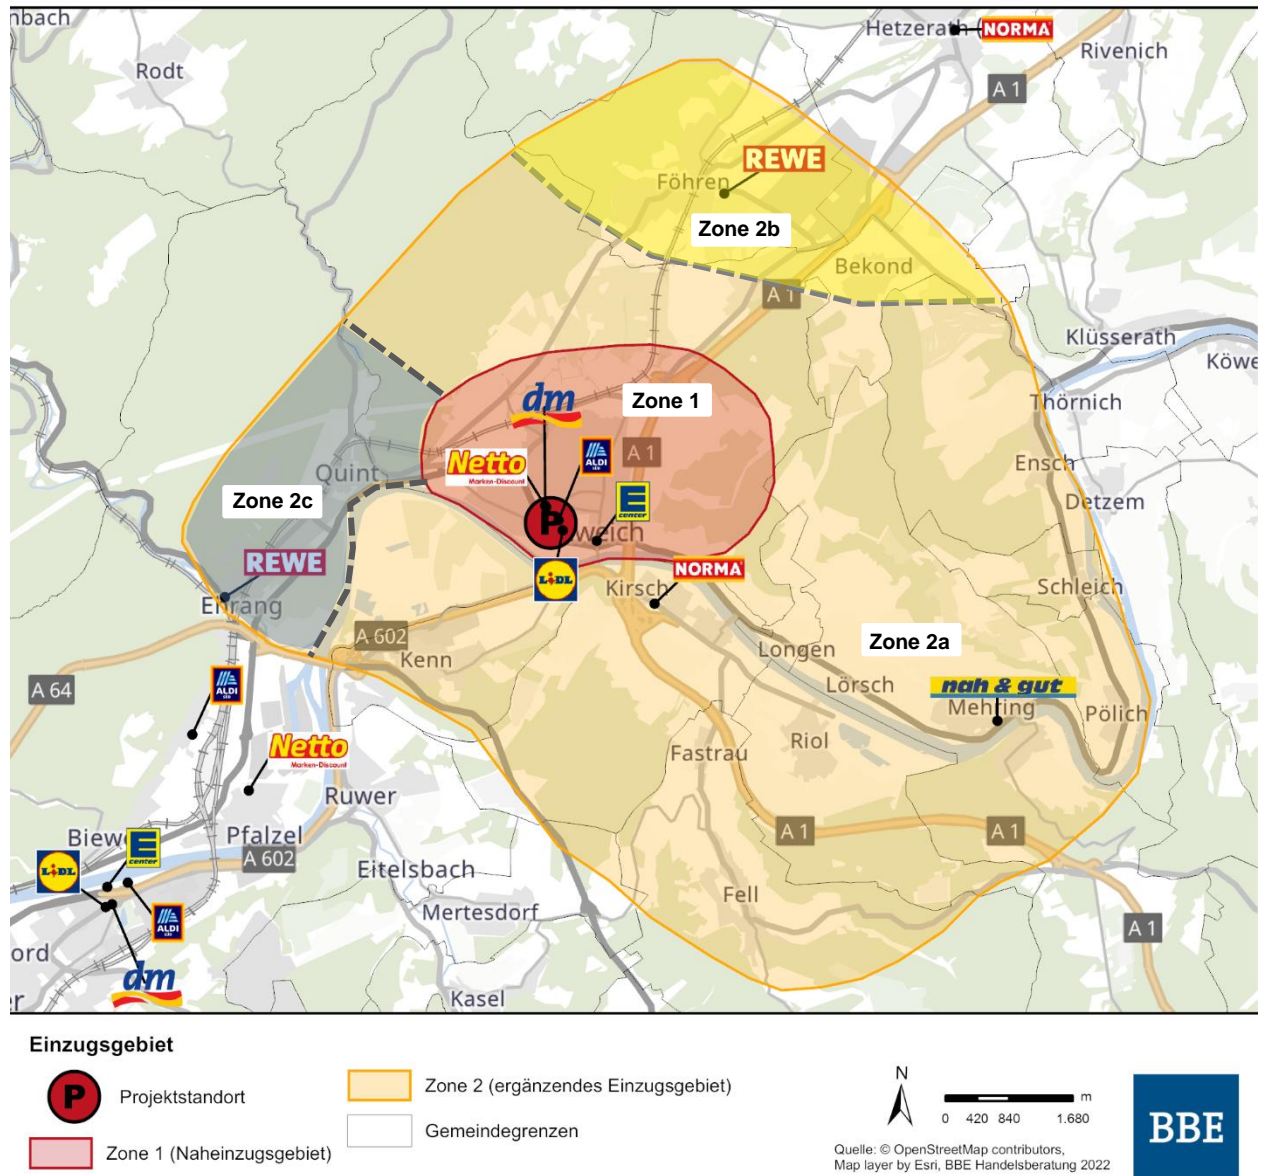 nbach
Rodt
Hetzerath
NORMA
Rivenich
A 1
REWE
Föhren
Zone 2b
Bekond
A 1
Klüsserath
Köwe
Thörnich
dm
Zone 1
Netto
Marken-Discount
ALDI
A 1
Ensch
Quint
Detzem
Zone 2c
E
center
P
weich
REWE
LIDL
NORMA
Kirsch
Schleich
Ehrang
A 602
Zone 2a
Longen
Kenn
A 64
ALDI
Lörsch
nah & gut
Mehring
Pölich
Netto
Marken-Discount
Fastrau
Riol
Ruwer
Biewe
E
center
Pfalzel
A 1
A 1
A 602
LIDL
Eitelsbach
Fell
ALDI
Mertesdorf
A 1
ord
dm
er
Kasel
Einzugsgebiet
P
Projektstandort
Zone 1 (Naheinzugsgebiet)
Zone 2 (ergänzendes Einzugsgebiet)
Gemeindegrenzen
N
m
0 420 840 1.680
Quelle: © OpenStreetMap contributors,
Map layer by Esri, BBE Handelsberatung 2022
BBE